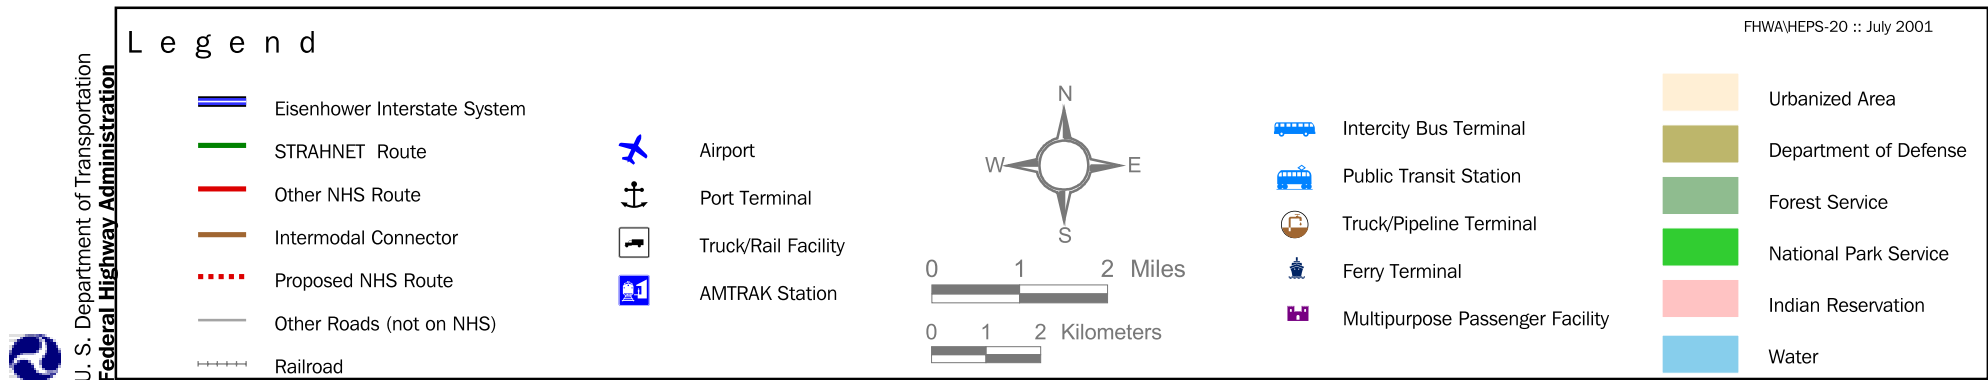 U. S. Department of Transportation
Federal Highway Administration
Legend
FHWA\HEPS-20 :: July 2001
Eisenhower Interstate System
STRAHNET Route
Other NHS Route
Intermodal Connector
Proposed NHS Route
Other Roads (not on NHS)
Railroad
Airport
Port Terminal
Truck/Rail Facility
AMTRAK Station
N
W E
S
0 1 2 Miles
0 1 2 Kilometers
Intercity Bus Terminal
Public Transit Station
Truck/Pipeline Terminal
Ferry Terminal
Multipurpose Passenger Facility
Urbanized Area
Department of Defense
Forest Service
National Park Service
Indian Reservation
Water